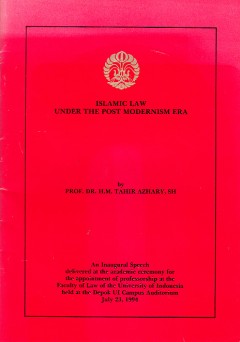 ISLAMIC LAW
UNDER THE POST MODERNISM ERA
by
PROF. DR. H.M. TAHIR AZHARY, SH
An Inaugural Speech
delivered at the academic ceremony for
the appointment of professorship at the
Faculty of Law of the University of Indonesia
held at the Depok UI Campus Auditorium
July 23, 1994